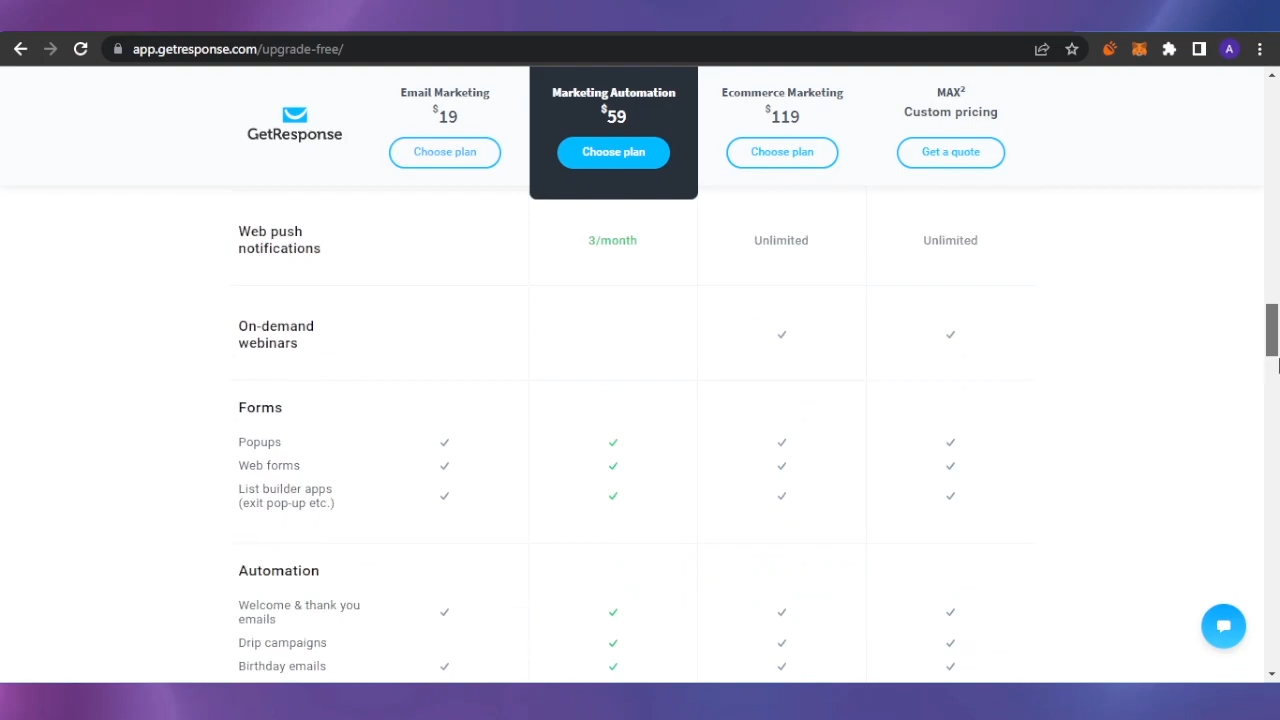 app.getresponse.com/upgrade-free/
A
GetResponse
Email Marketing
$19
Choose plan
Marketing Automation
$59
Choose plan
Ecommerce Marketing
$119
Choose plan
MAX²
Custom pricing
Get a quote
Web push
notifications
3/month
Unlimited
Unlimited
On-demand
webinars
Forms
Popups
Web forms
List builder apps
(exit pop-up etc.)
Automation
Welcome & thank you
emails
Drip campaigns
Birthday emails